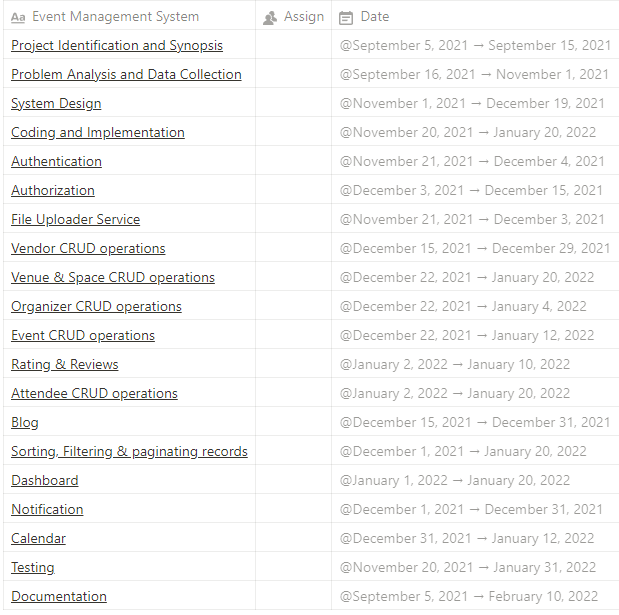 Aa Event Management System Assign Date
Project Identification and Synopsis @September 5, 2021 → September 15, 2021
Problem Analysis and Data Collection @September 16, 2021 → November 1, 2021
System Design @November 1, 2021 → December 19, 2021
Coding and Implementation @November 20, 2021 → January 20, 2022
Authentication @November 21, 2021 → December 4, 2021
Authorization @December 3, 2021 → December 15, 2021
File Uploader Service @November 21, 2021 → December 3, 2021
Vendor CRUD operations @December 15, 2021 → December 29, 2021
Venue & Space CRUD operations @December 22, 2021 → January 20, 2022
Organizer CRUD operations @December 22, 2021 → January 4, 2022
Event CRUD operations @December 22, 2021 → January 12, 2022
Rating & Reviews @January 2, 2022 → January 10, 2022
Attendee CRUD operations @January 2, 2022 → January 20, 2022
Blog @December 15, 2021 → December 31, 2021
Sorting, Filtering & paginating records @December 1, 2021 → January 20, 2022
Dashboard @January 1, 2022 → January 20, 2022
Notification @December 1, 2021 → December 31, 2021
Calendar @December 31, 2021 → January 12, 2022
Testing @November 20, 2021 → January 31, 2022
Documentation @September 5, 2021 → February 10, 2022